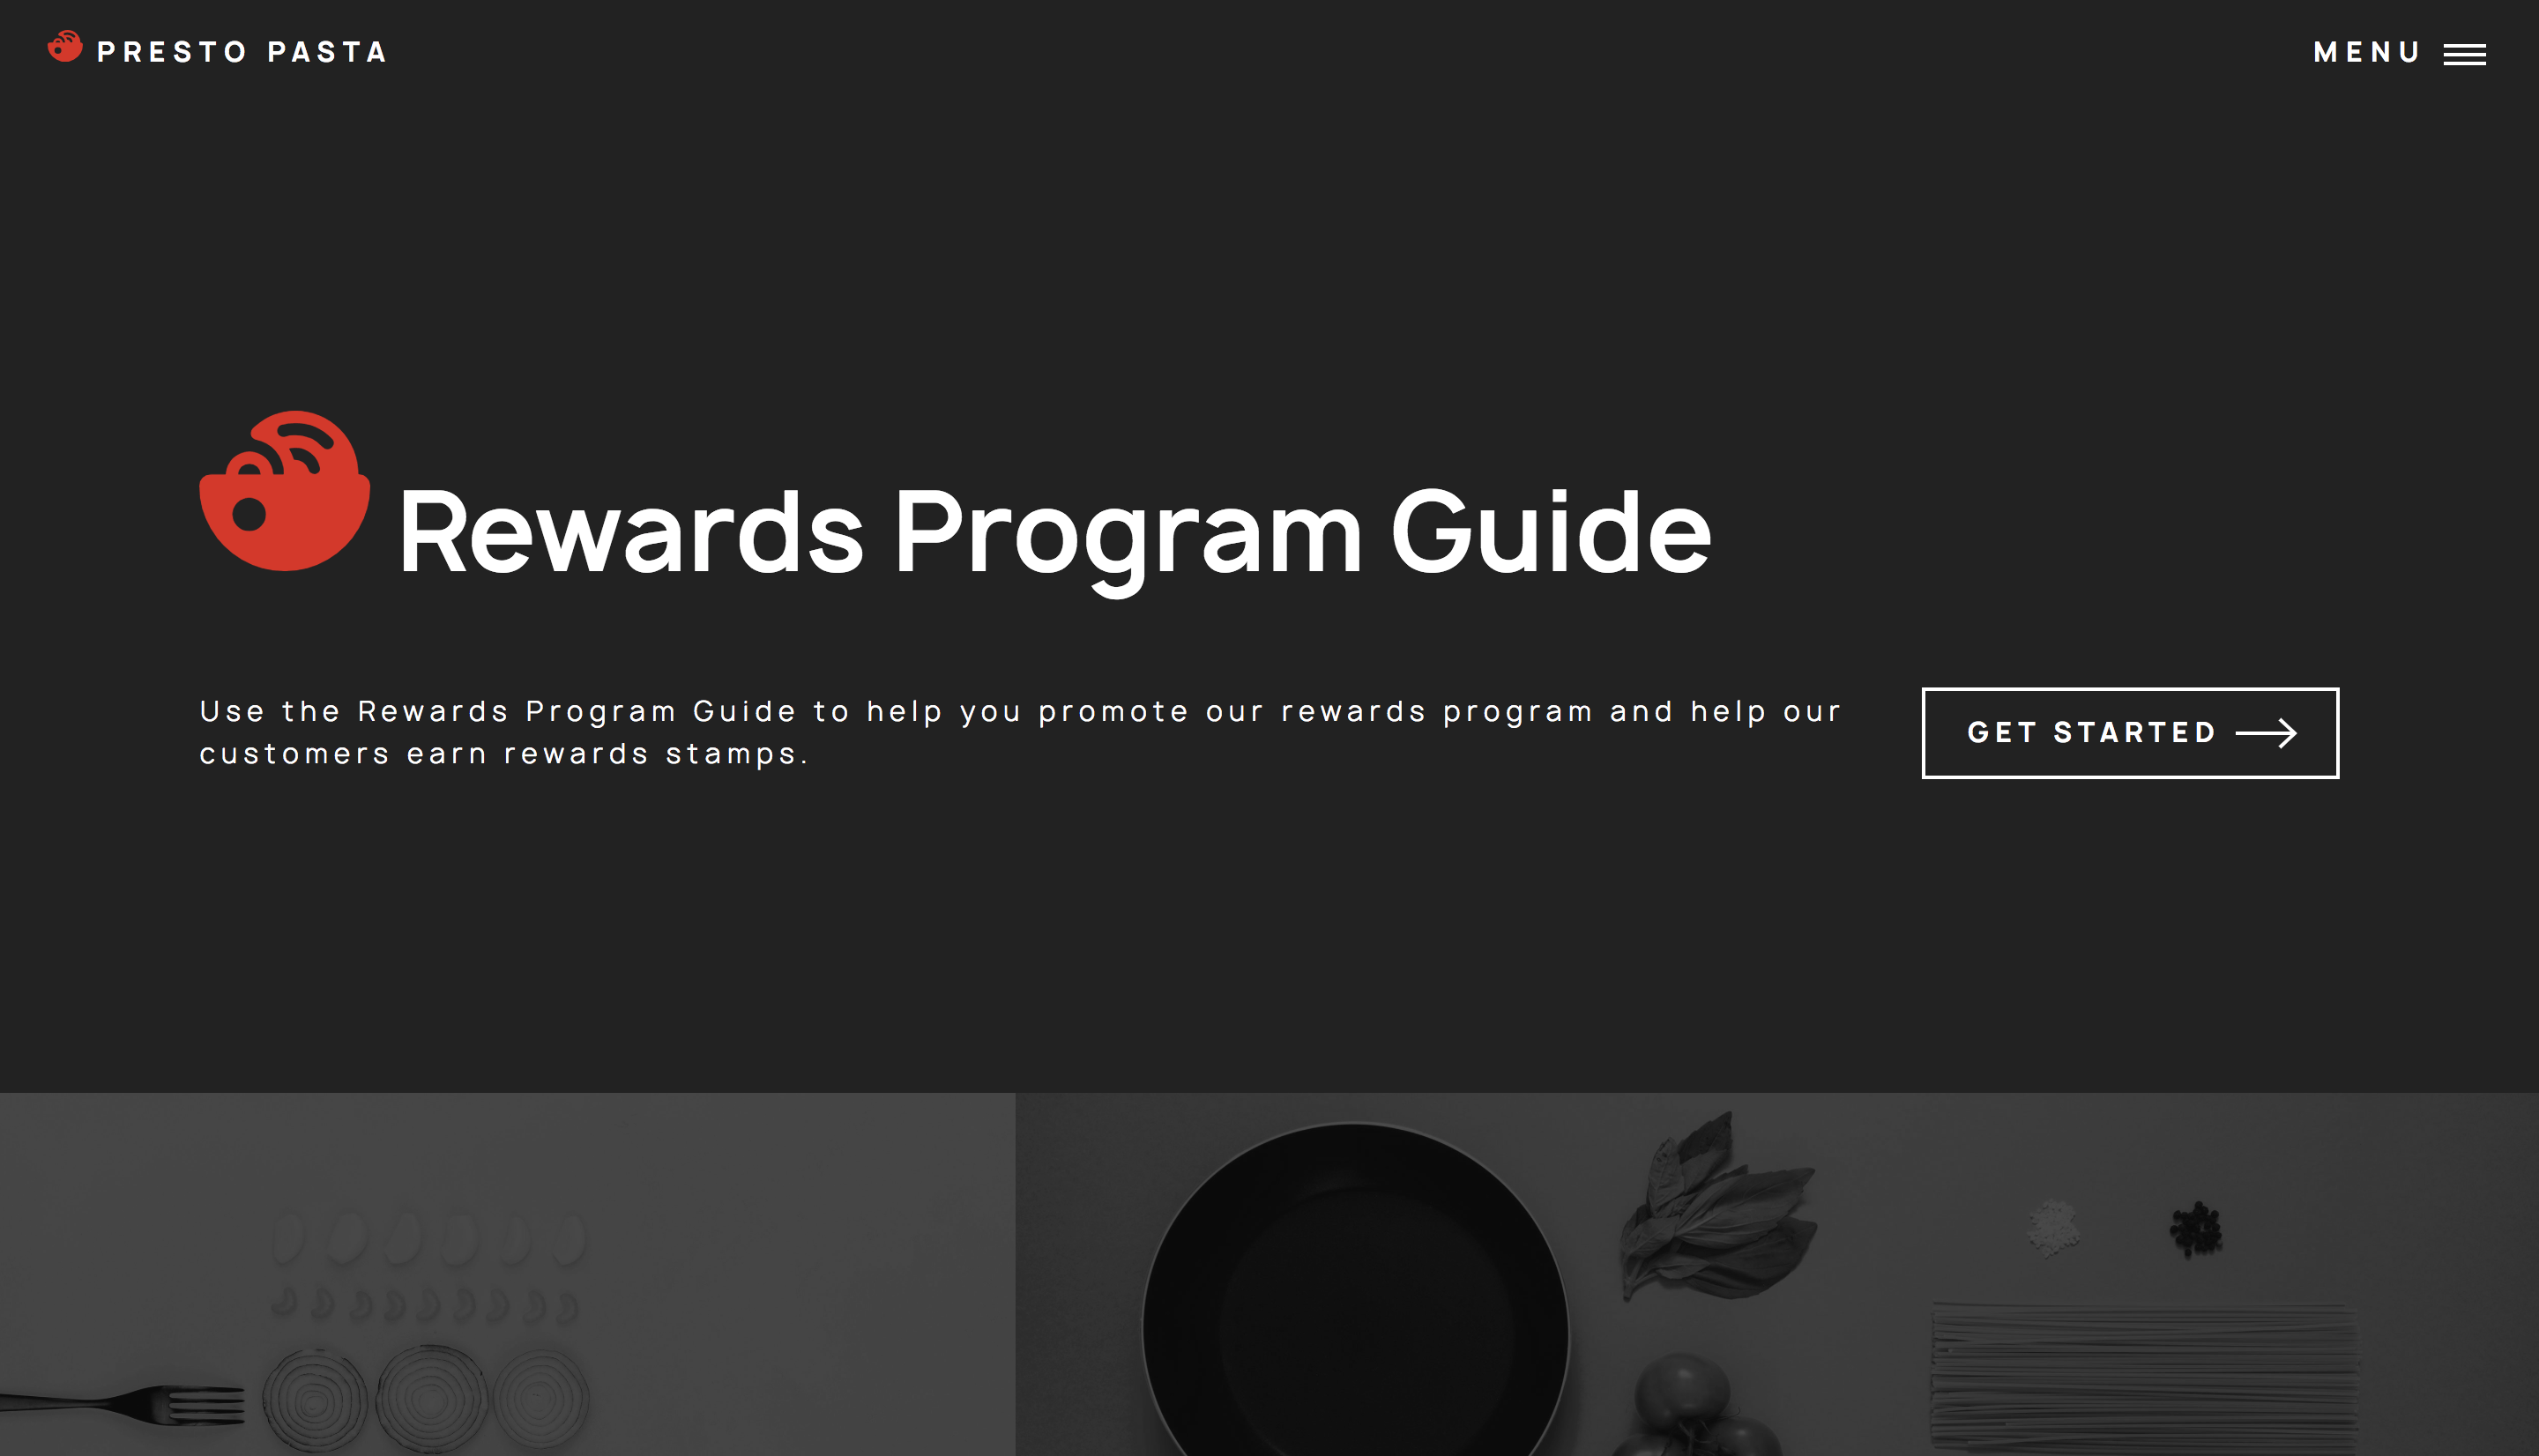 PRESTO PASTA
MENU
Rewards Program Guide
Use the Rewards Program Guide to help you promote our rewards program and help our
customers earn rewards stamps.
GET STARTED